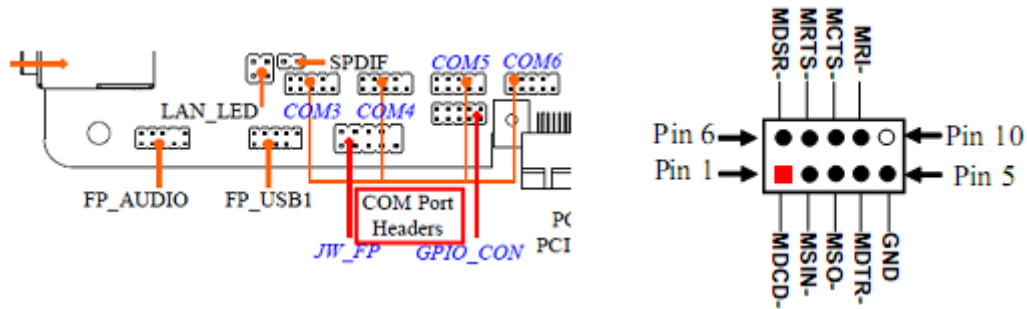 SPDIF
COM5
COM6
LAN_LED
COM3
COM4
FP_AUDIO
FP_USB1
COM Port
Headers
JW_FP
GPIO_CON
PCI
MDSR-
MRTS-
MCTS-
MRI-
Pin 6
Pin 10
Pin 1
Pin 5
MDCD-
MSIN-
MSO-
MDTR-
GND